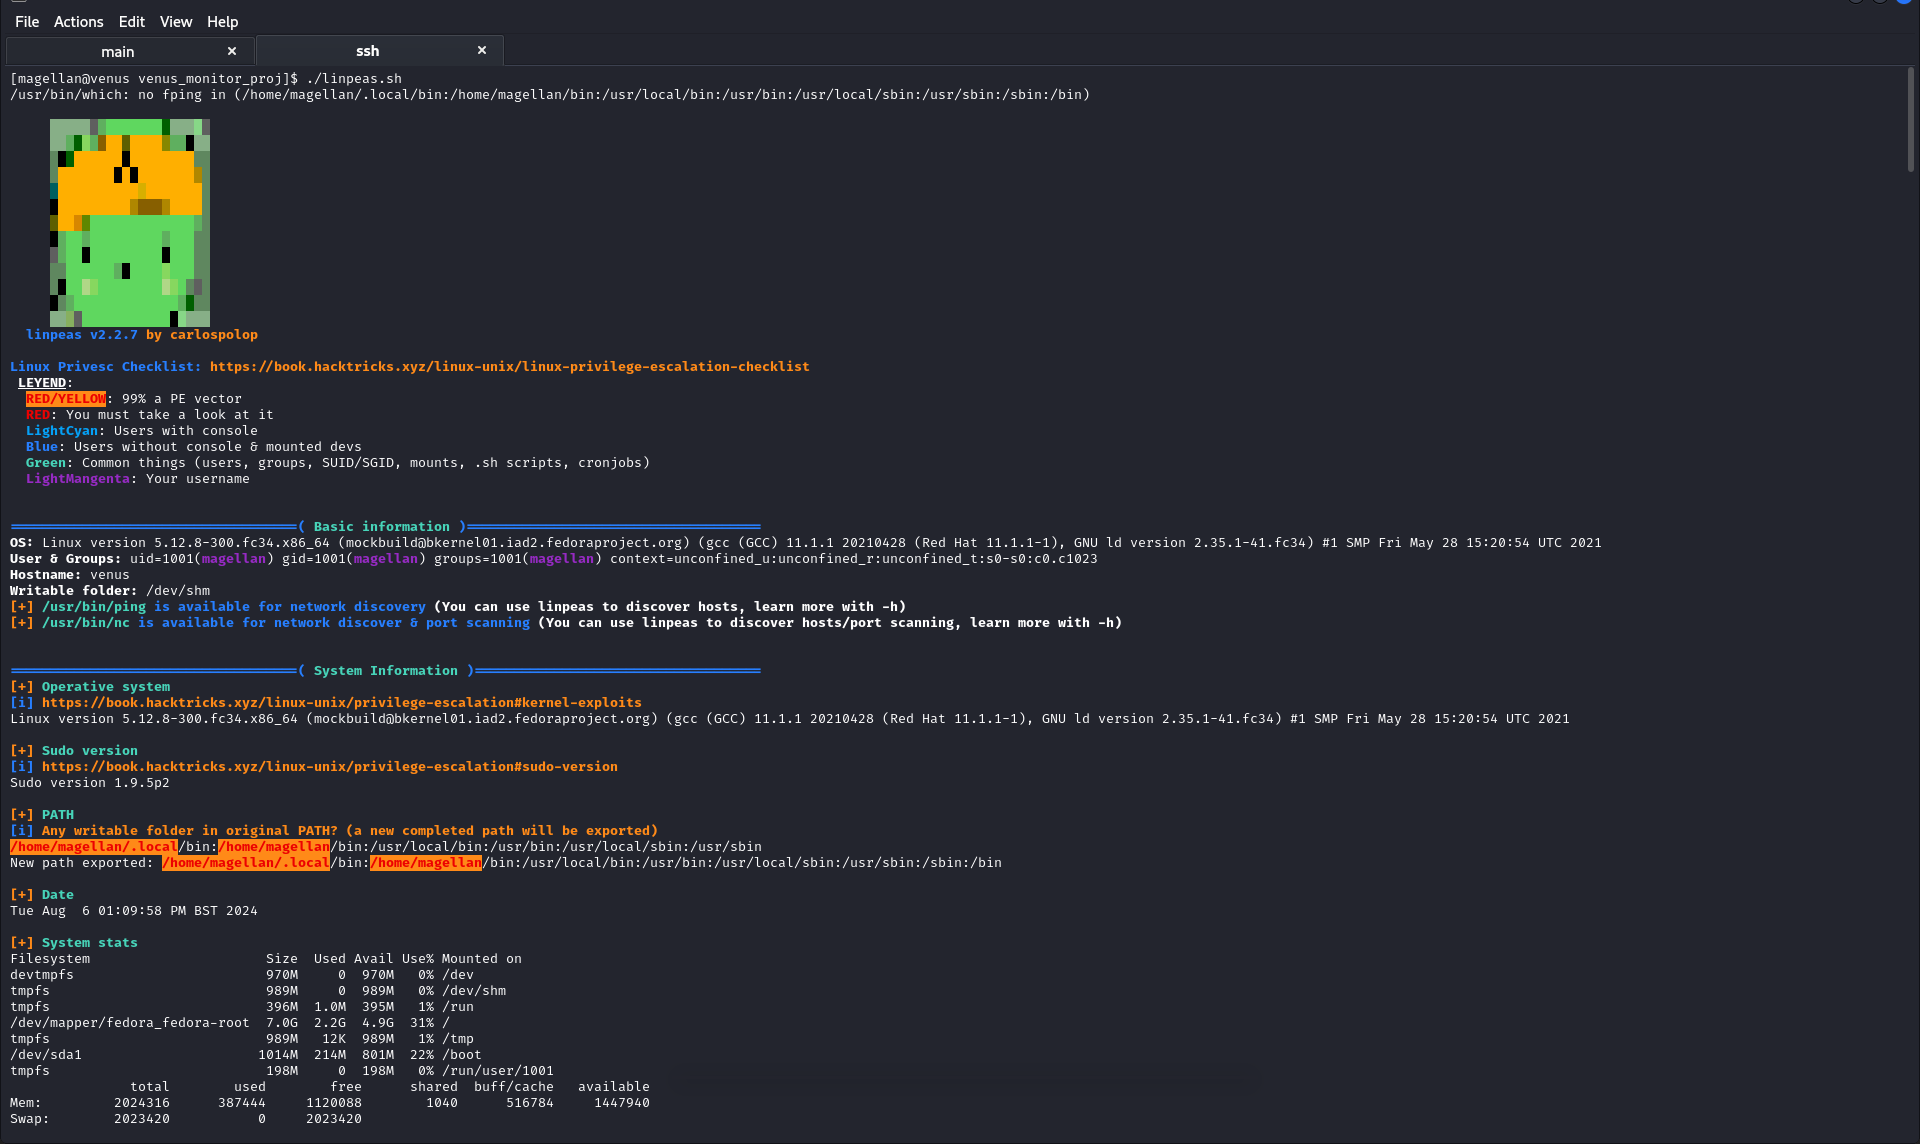 File Actions Edit View Help
main × ssh ×
[magellan@venus venus_monitor_proj]$ ./linpeas.sh
/usr/bin/which: no fping in (/home/magellan/.local/bin:/home/magellan/bin:/usr/local/bin:/usr/bin:/usr/local/sbin:/usr/sbin:/sbin:/bin)
linpeas v2.2.7 by carlospolop
Linux Privesc Checklist: https://book.hacktricks.xyz/linux-unix/linux-privilege-escalation-checklist
LEYEND:
RED/YELLOW: 99% a PE vector
RED: You must take a look at it
LightCyan: Users with console
Blue: Users without console & mounted devs
Green: Common things (users, groups, SUID/SGID, mounts, .sh scripts, cronjobs)
LightMangenta: Your username
====================================( Basic information )=====================================
OS: Linux version 5.12.8-300.fc34.x86_64 (mockbuild@bkernel01.iad2.fedoraproject.org) (gcc (GCC) 11.1.1 20210428 (Red Hat 11.1.1-1), GNU ld version 2.35.1-41.fc34) #1 SMP Fri May 28 15:20:54 UTC 2021
User & Groups: uid=1001(magellan) gid=1001(magellan) groups=1001(magellan) context=unconfined_u:unconfined_r:unconfined_t:s0-s0:c0.c1023
Hostname: venus
Writable folder: /dev/shm
[+] /usr/bin/ping is available for network discovery (You can use linpeas to discover hosts, learn more with -h)
[+] /usr/bin/nc is available for network discover & port scanning (You can use linpeas to discover hosts/port scanning, learn more with -h)
====================================( System Information )====================================
[+] Operative system
[i] https://book.hacktricks.xyz/linux-unix/privilege-escalation#kernel-exploits
Linux version 5.12.8-300.fc34.x86_64 (mockbuild@bkernel01.iad2.fedoraproject.org) (gcc (GCC) 11.1.1 20210428 (Red Hat 11.1.1-1), GNU ld version 2.35.1-41.fc34) #1 SMP Fri May 28 15:20:54 UTC 2021
[+] Sudo version
[i] https://book.hacktricks.xyz/linux-unix/privilege-escalation#sudo-version
Sudo version 1.9.5p2
[+] PATH
[i] Any writable folder in original PATH? (a new completed path will be exported)
/home/magellan/.local/bin:/home/magellan/bin:/usr/local/bin:/usr/bin:/usr/local/sbin:/usr/sbin
New path exported: /home/magellan/.local/bin:/home/magellan/bin:/usr/local/bin:/usr/bin:/usr/local/sbin:/usr/sbin:/sbin:/bin
[+] Date
Tue Aug  6 01:09:58 PM BST 2024
[+] System stats
Filesystem                      Size  Used Avail Use% Mounted on
devtmpfs                        970M     0  970M   0% /dev
tmpfs                           989M     0  989M   0% /dev/shm
tmpfs                           396M  1.0M  395M   1% /run
/dev/mapper/fedora_fedora-root  7.0G  2.2G  4.9G  31% /
tmpfs                           989M   12K  989M   1% /tmp
/dev/sda1                      1014M  214M  801M  22% /boot
tmpfs                           198M     0  198M   0% /run/user/1001
               total        used        free      shared  buff/cache   available
Mem:         2024316      387444     1120088        1040      516784     1447940
Swap:        2023420           0     2023420